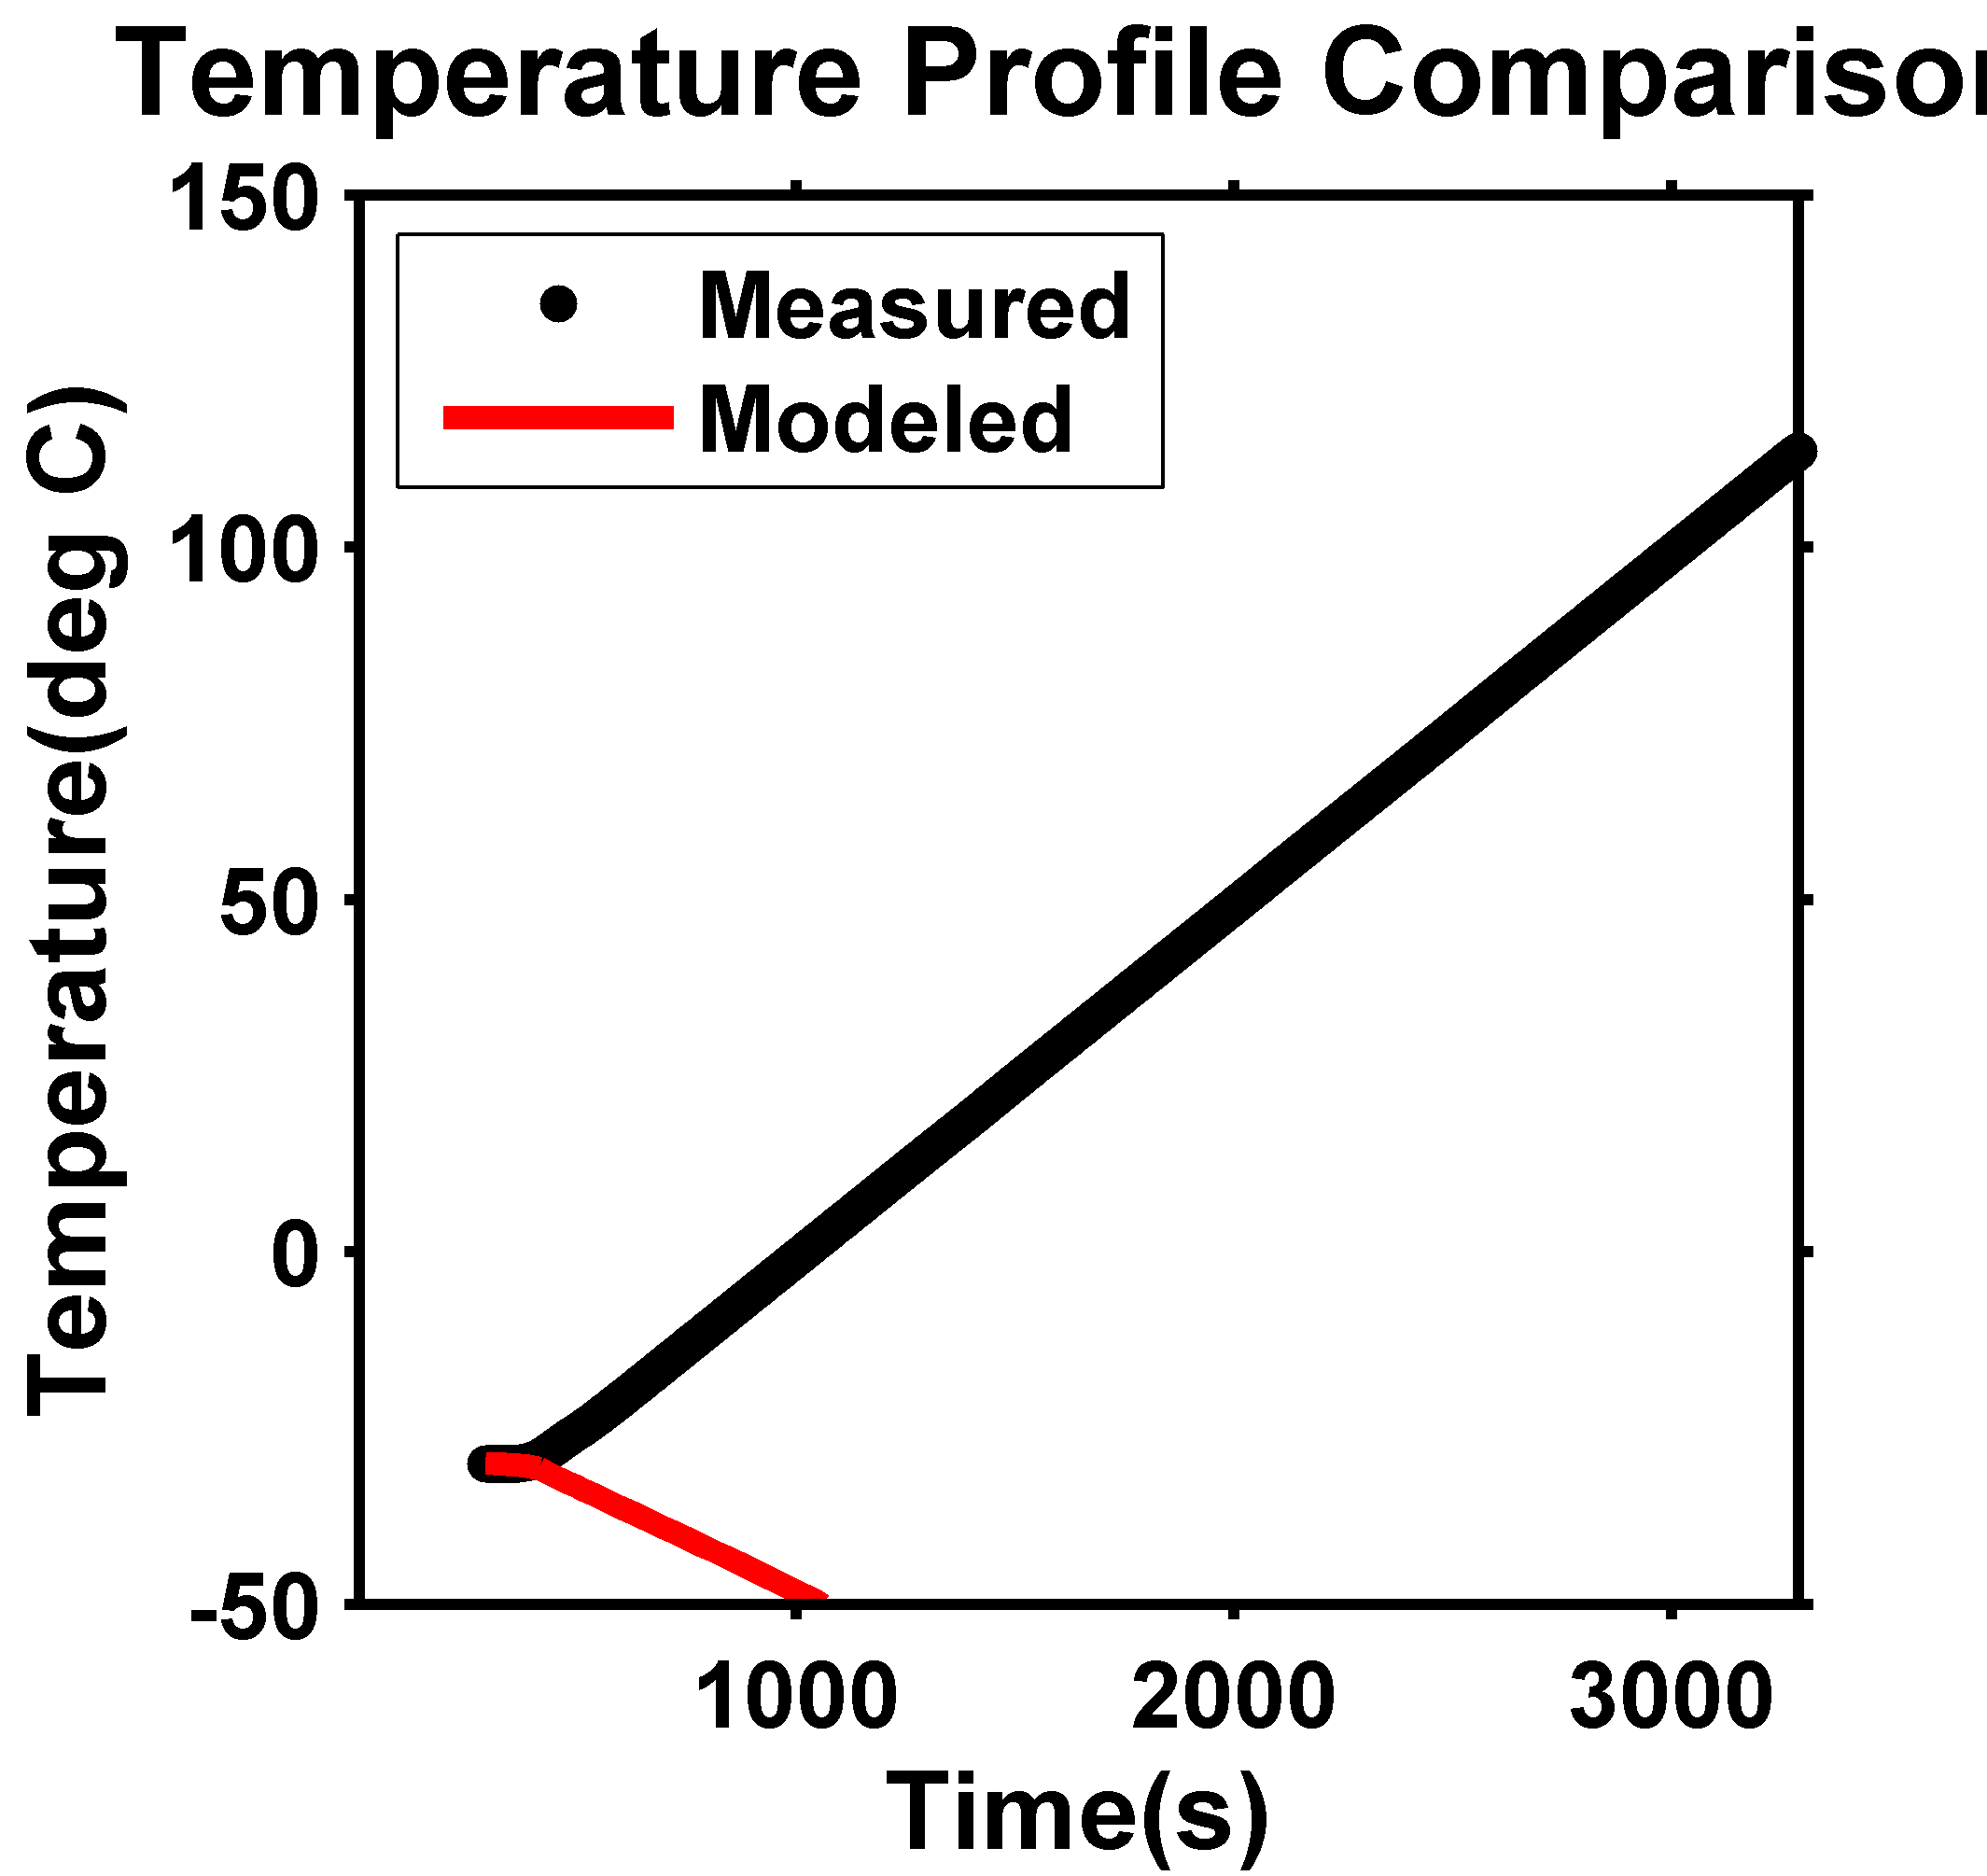 Temperature Profile Comparison
150
Measured
Modeled
100
50
0
-50
Temperature(deg C)
1000 2000 3000
Time(s)